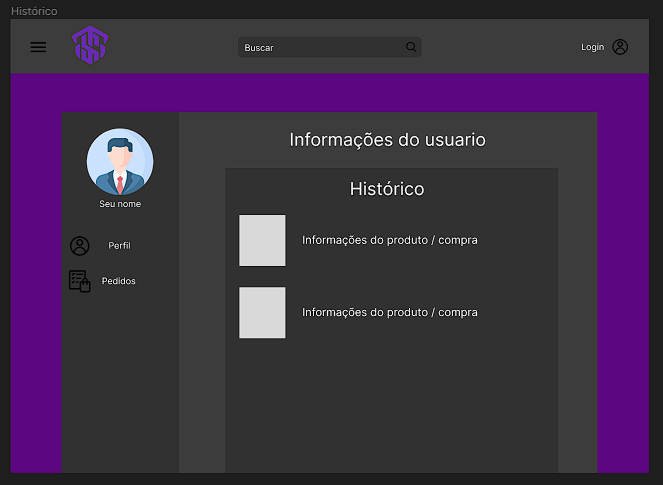 Histórico
Buscar
Login
Informações do usuario
Seu nome
Perfil
Pedidos
Histórico
Informações do produto / compra
Informações do produto / compra